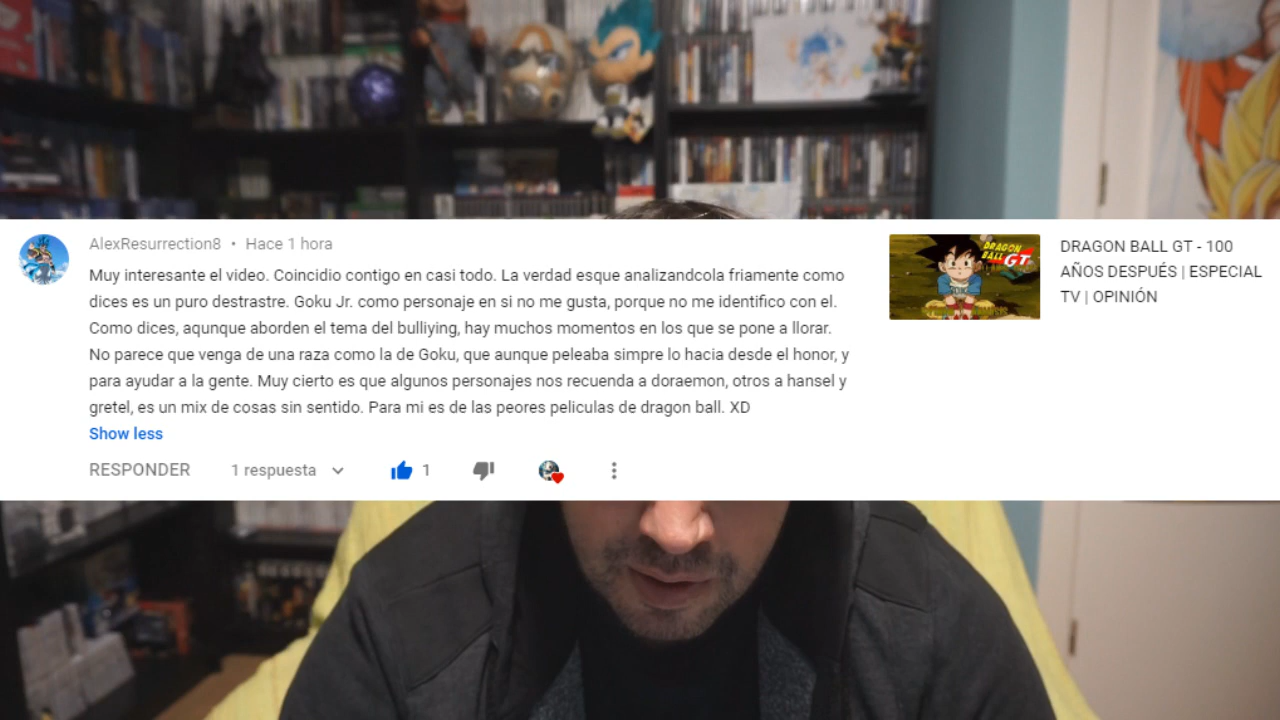 AlexResurrection8 • Hace 1 hora
Muy interesante el video. Coindidio contigo en casi todo. La verdad esque analizandcola friamente como
dices es un puro destrastre. Goku Jr. como personaje en si no me gusta, porque no me identifico con el.
Como dices, aqunque aborden el tema del bulliying, hay muchos momentos en los que se pone a llorar.
No parece que venga de una raza como la de Goku, que aunque peleaba simpre lo hacia desde el honor, y
para ayudar a la gente. Muy cierto es que algunos personajes nos recuenda a doraemon, otros a hansel y
gretel, es un mix de cosas sin sentido. Para mi es de las peores peliculas de dragon ball. XD
Show less
RESPONDER 1 respuesta 1
DRAGON
BALL GT
DRAGON BALL GT - 100
AÑOS DESPUÉS | ESPECIAL
TV | OPINIÓN